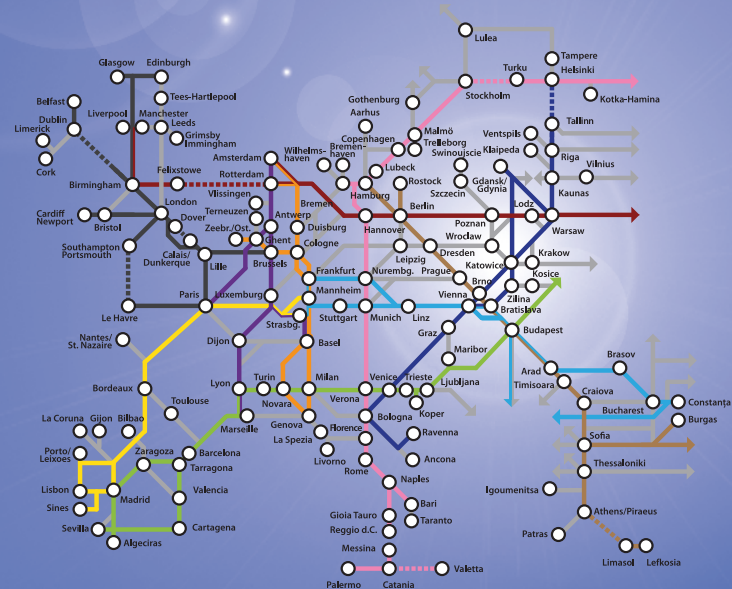 Lulea
Glasgow
Edinburgh
Tampere
Turku
Helsinki
Stockholm
Kotka-Hamina
Tees-Hartlepool
Belfast
Gothenburg
Dublin
Liverpool
Manchester
Aarhus
Limerick
Leeds
Tallinn
Grimsby
Immingham
Copenhagen
Malmö
Trelleborg
Ventspils
Cork
Wilhelms-
haven
Bremer-
haven
Swinoujscie
Klaipeda
Riga
Amsterdam
Lubeck
Vilnius
Felixstowe
Rotterdam
Rostock
Szczecin
Gdansk/
Gdynia
Kaunas
Birmingham
Vlissingen
Bremen
Hamburg
Berlin
Lodz
London
Terneuzen
Antwerp
Poznan
Cardiff
Newport
Bristol
Dover
Zeebr./Ost.
Duisburg
Hannover
Warsaw
Ghent
Cologne
Wroclaw
Southampton
Portsmouth
Calais/
Dunkerque
Lille
Brussels
Leipzig
Dresden
Krakow
Frankfurt
Nuremb.
Prague
Katowice
Kosice
Paris
Luxemburg
Mannheim
Brno
Zilina
Le Havre
Strasbg.
Stuttgart
Munich
Linz
Vienna
Bratislava
Nantes/
St. Nazaire
Dijon
Basel
Graz
Budapest
Maribor
Brasov
Lyon
Turin
Milan
Venice
Trieste
Arad
Bordeaux
Ljubljana
Timisoara
Novara
Verona
Craiova
Constanța
Toulouse
Koper
Bucharest
La Coruna
Gijon
Bilbao
Marseille
Genova
Florence
Bologna
Burgas
La Spezia
Ravenna
Porto/
Leixoes
Zaragoza
Barcelona
Sofia
Livorno
Ancona
Tarragona
Rome
Thessaloniki
Lisbon
Madrid
Valencia
Naples
Igoumenitsa
Sines
Bari
Gioia Tauro
Taranto
Athens/Piraeus
Sevilla
Cartagena
Reggio d.C.
Patras
Algeciras
Messina
Limasol
Lefkosia
Palermo
Catania
Valetta